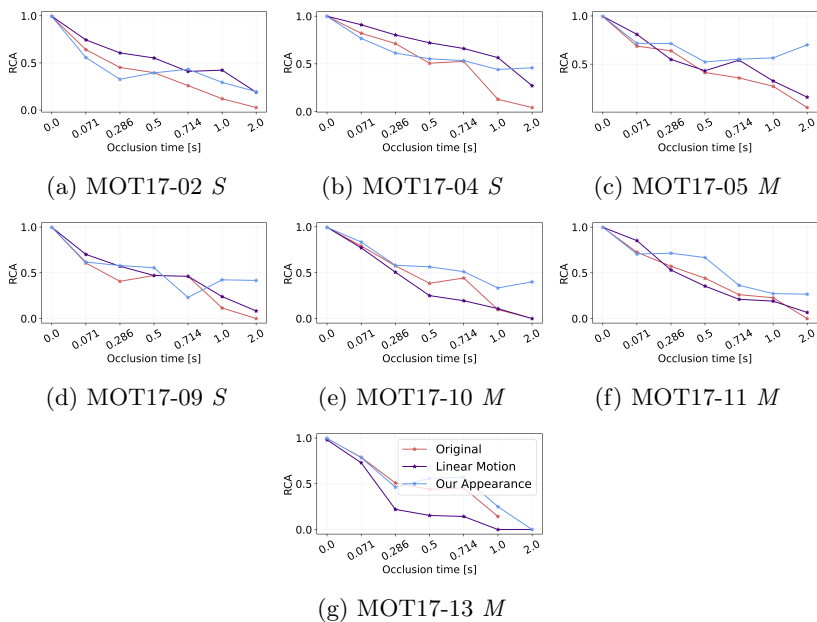 1.0
0.5
0.0
RCA
0.0 0.071 0.286 0.5 0.714 1.0 2.0
Occlusion time [s]
(a) MOT17-02 S
1.0
0.5
0.0
RCA
0.0 0.071 0.286 0.5 0.714 1.0 2.0
Occlusion time [s]
(b) MOT17-04 S
1.0
0.5
RCA
0.0 0.071 0.286 0.5 0.714 1.0 2.0
Occlusion time [s]
(c) MOT17-05 M
1.0
0.5
0.0
RCA
0.0 0.071 0.286 0.5 0.714 1.0 2.0
Occlusion time [s]
(d) MOT17-09 S
1.0
0.5
0.0
RCA
0.0 0.071 0.286 0.5 0.714 1.0 2.0
Occlusion time [s]
(e) MOT17-10 M
1.0
0.5
0.0
RCA
0.0 0.071 0.286 0.5 0.714 1.0 2.0
Occlusion time [s]
(f) MOT17-11 M
1.0
0.5
0.0
RCA
Original
Linear Motion
Our Appearance
0.0 0.071 0.286 0.5 0.714 1.0 2.0
Occlusion time [s]
(g) MOT17-13 M